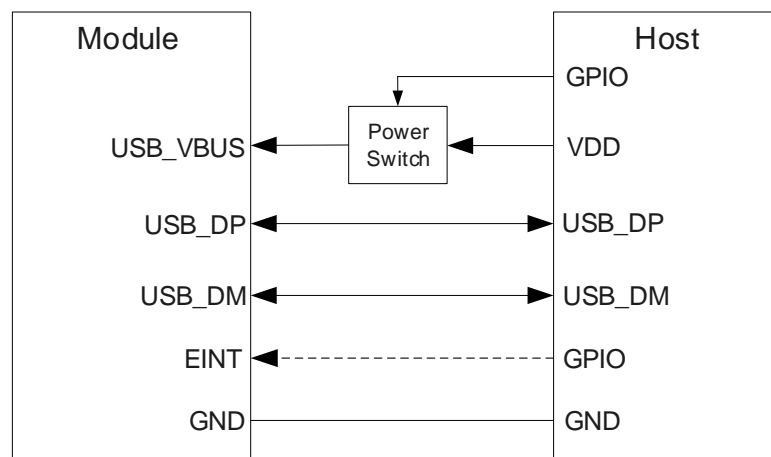 Module
Host
GPIO
Power
Switch
USB_VBUS
VDD
USB_DP
USB_DP
USB_DM
USB_DM
EINT
GPIO
GND
GND